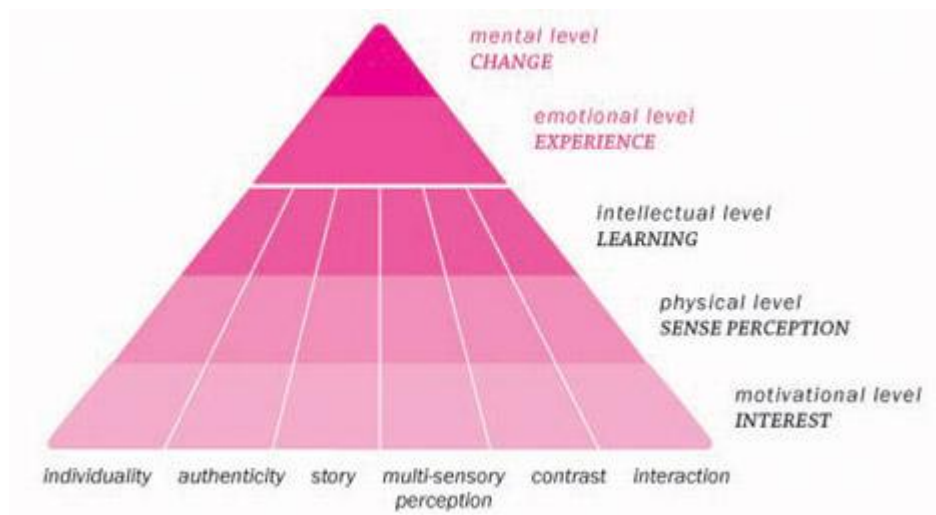 mental level
CHANGE
emotional level
EXPERIENCE
intellectual level
LEARNING
physical level
SENSE PERCEPTION
motivational level
INTEREST
individuality authenticity story multi-sensory contrast interaction
perception